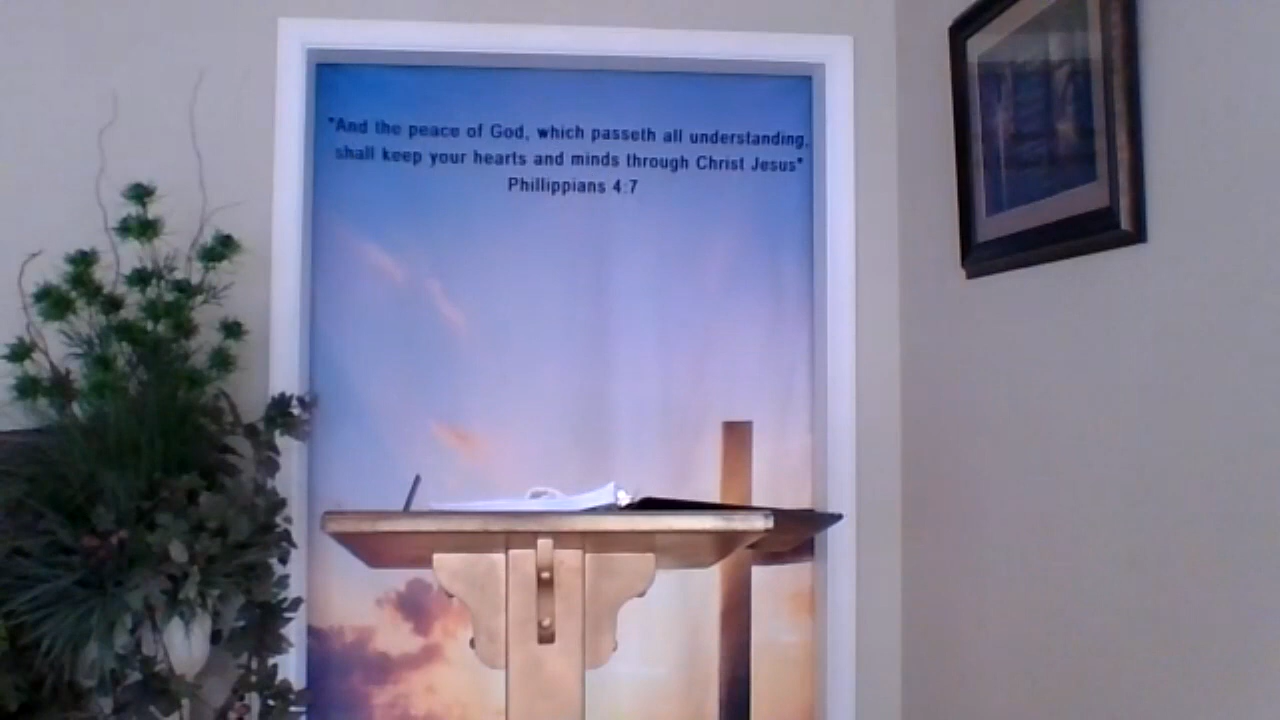 "And the peace of God, which passeth all understanding,
shall keep your hearts and minds through Christ Jesus"
Phillippians 4:7